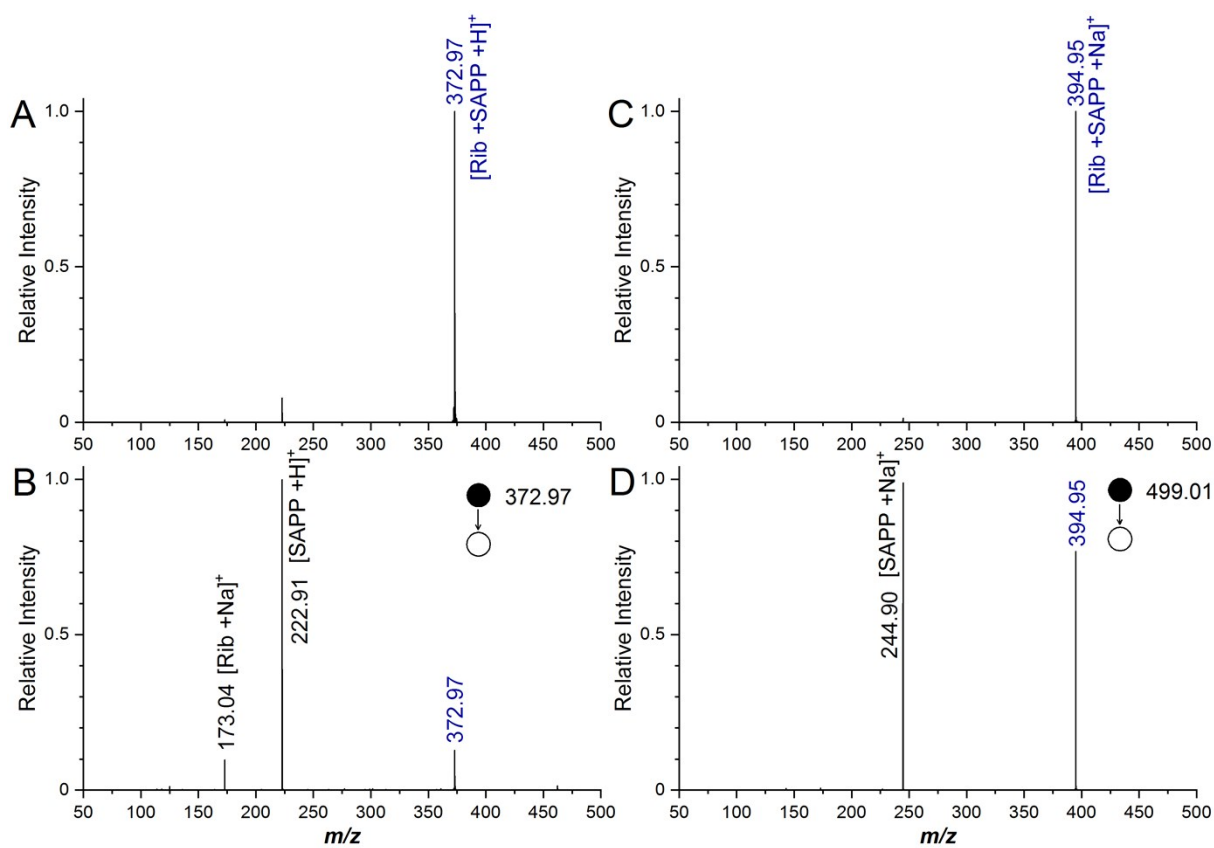 A
372.97
[Rib +SAPP +H]+
Relative Intensity
1.0
0.5
0
50 100 150 200 250 300 350 400 450 500
C
394.95
[Rib +SAPP +Na]+
Relative Intensity
1.0
0.5
0
50 100 150 200 250 300 350 400 450 500
B
173.04 [Rib +Na]+
222.91 [SAPP +H]+
372.97
372.97
Relative Intensity
1.0
0.5
0
50 100 150 200 250 300 350 400 450 500
m/z
D
244.90 [SAPP +Na]+
394.95
499.01
Relative Intensity
1.0
0.5
0
50 100 150 200 250 300 350 400 450 500
m/z